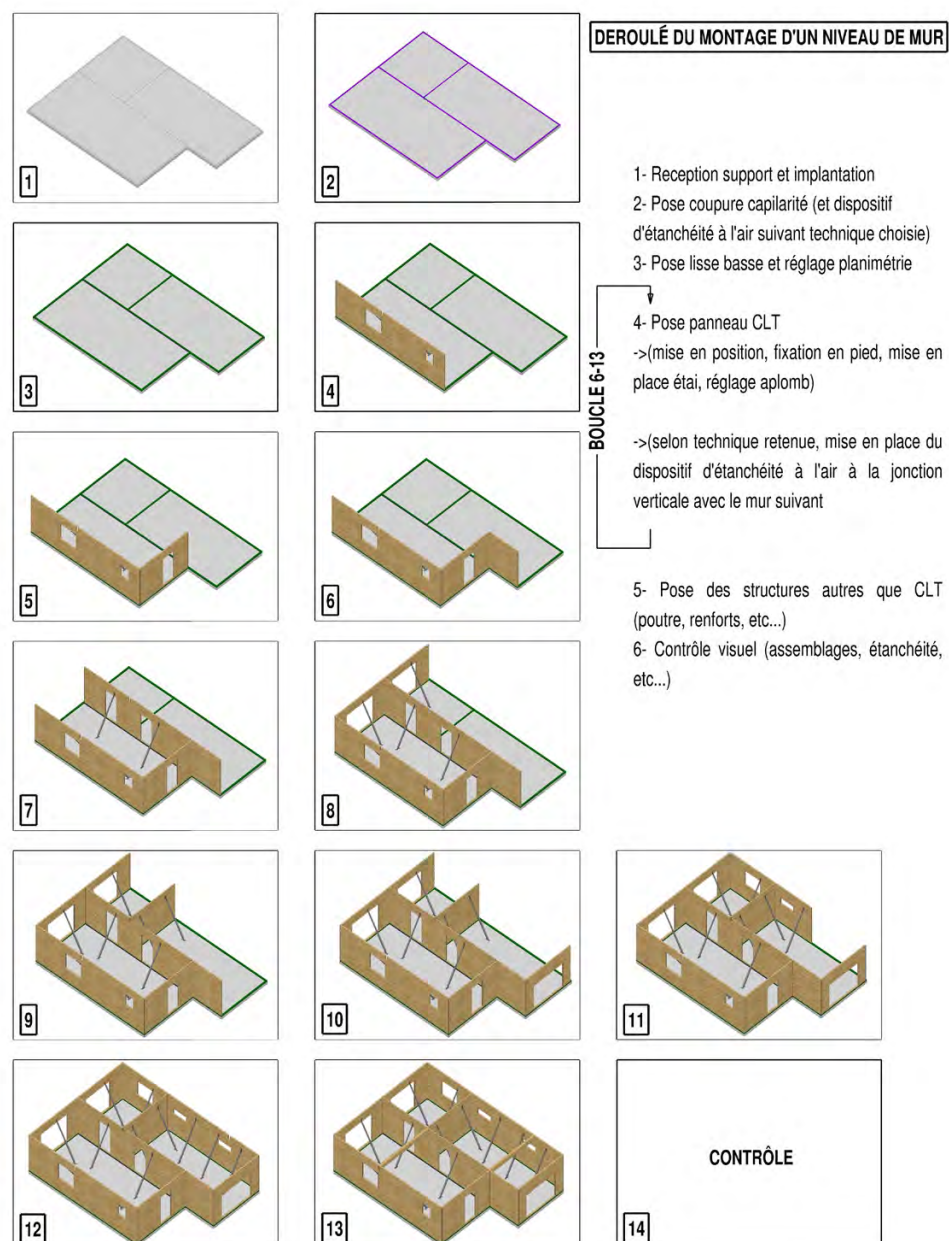 DEROULÉ DU MONTAGE D'UN NIVEAU DE MUR
1
2
1- Reception support et implantation
2- Pose coupure capilarité (et dispositif
d'étanchéité à l'air suivant technique choisie)
3- Pose lisse basse et réglage planimétrie
3
4
BOUCLE 6-13
4- Pose panneau CLT
->(mise en position, fixation en pied, mise en
place étai, réglage aplomb)
->(selon technique retenue, mise en place du
dispositif d'étanchéité à l'air à la jonction
verticale avec le mur suivant
5
6
5- Pose des structures autres que CLT
(poutre, renforts, etc...)
6- Contrôle visuel (assemblages, étanchéité,
etc...)
7
8
9
10
11
12
13
CONTRÔLE
14